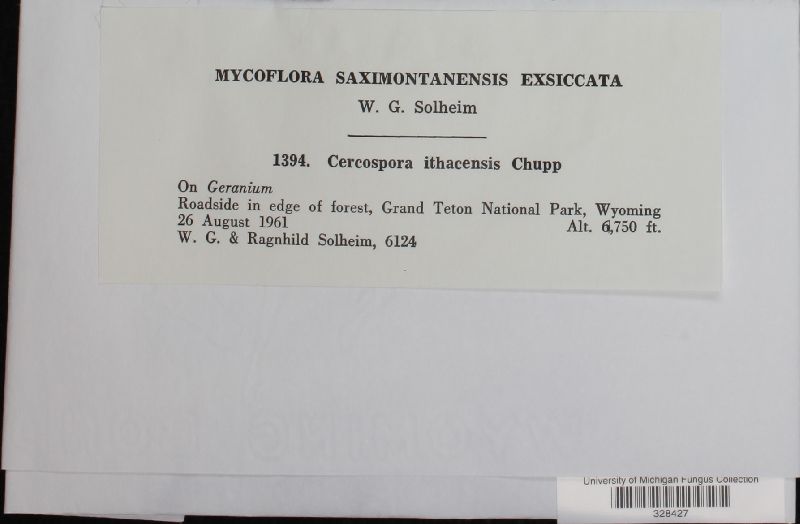 MYCOFLORA SAXIMONTANENSIS EXSICCATA
W. G. Solheim
1394. Cercospora ithacensis Chupp
On Geranium
Roadside in edge of forest, Grand Teton National Park, Wyoming
26 August 1961 Alt. 6,750 ft.
W. G. & Ragnhild Solheim, 6124
University of Michigan Fungus Collection
328427